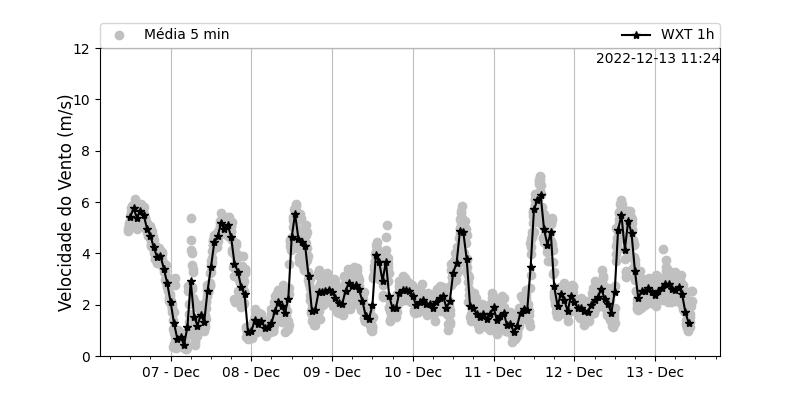 Média 5 min
WXT 1h
2022-12-13 11:24
Velocidade do Vento (m/s)
12
10
8
6
4
2
0
07 - Dec
08 - Dec
09 - Dec
10 - Dec
11 - Dec
12 - Dec
13 - Dec